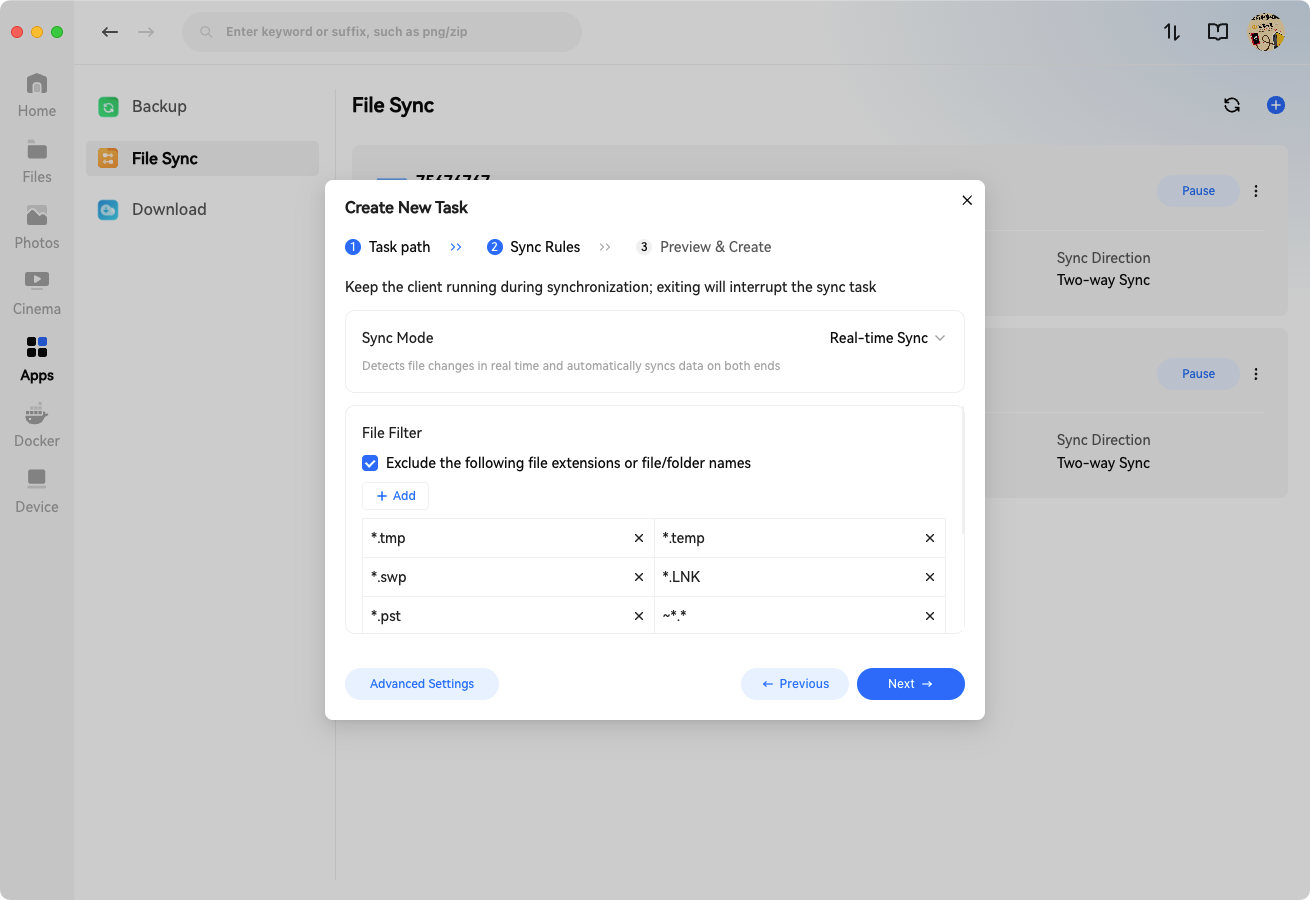 Enter keyword or suffix, such as png/zip
Home
Files
Photos
Cinema
Apps
Docker
Device
Backup
File Sync
Download
File Sync
Pause
Sync Direction
Two-way Sync
Pause
Sync Direction
Two-way Sync
Create New Task
1 Task path
2 Sync Rules
3 Preview & Create
Keep the client running during synchronization; exiting will interrupt the sync task
Sync Mode
Real-time Sync
Detects file changes in real time and automatically syncs data on both ends
File Filter
Exclude the following file extensions or file/folder names
+ Add
*.tmp
*.temp
*.swp
*.LNK
*.pst
~*.*
Advanced Settings
← Previous
Next →